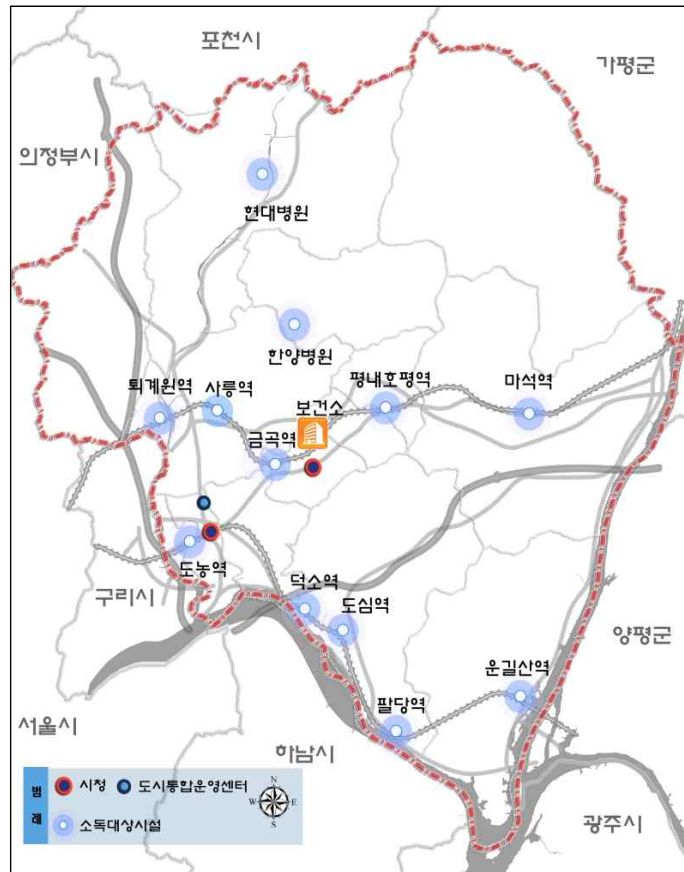 포천시
가평군
의정부시
현대병원
한양병원
퇴계원역
사릉역
보건소
평내호평역
마석역
금곡역
도농역
구리시
덕소역
도심역
양평군
운길산역
팔당역
서울시
하남시
광주시
범례
시청
도시통합운영센터
소독대상시설
N
W
E
S